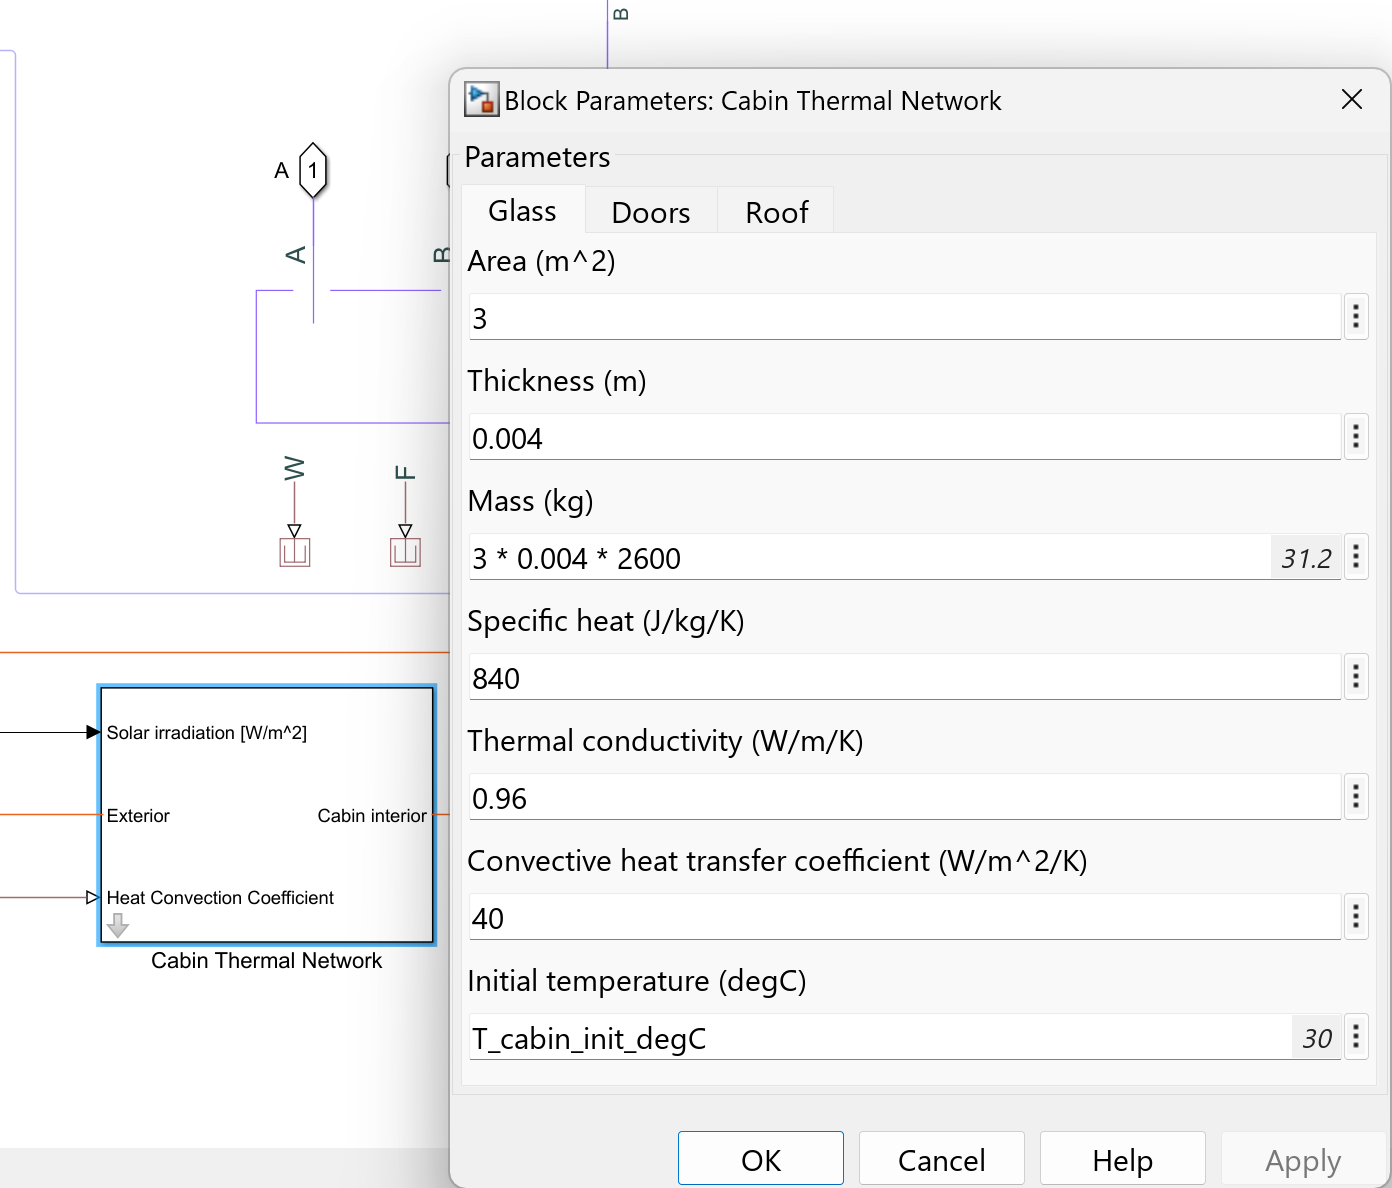 B
Block Parameters: Cabin Thermal Network
Parameters
A 1
Glass
Doors
Roof
A
B
Area (m^2)
3
Thickness (m)
0.004
W
F
Mass (kg)
3 * 0.004 * 2600
31.2
Specific heat (J/kg/K)
840
Solar irradiation [W/m^2]
Thermal conductivity (W/m/K)
0.96
Exterior
Cabin interior
Convective heat transfer coefficient (W/m^2/K)
Heat Convection Coefficient
40
Cabin Thermal Network
Initial temperature (degC)
T_cabin_init_degC
30
OK
Cancel
Help
Apply